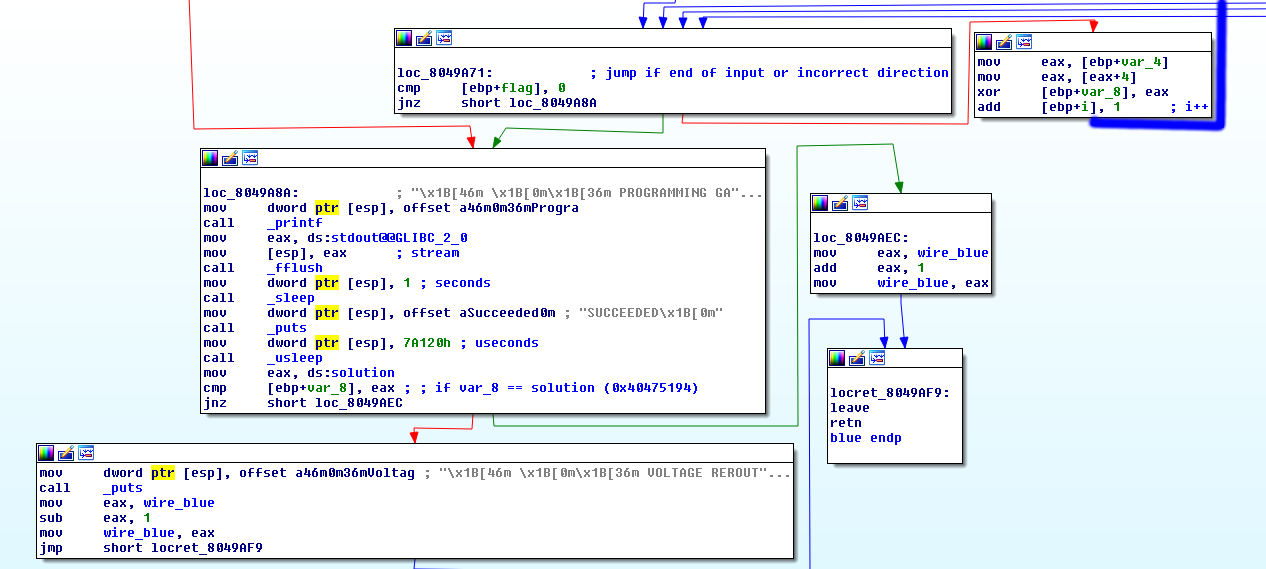 loc_8049A71:             ; jump if end of input or incorrect direction
cmp     [ebp+flag], 0
jnz     short loc_8049A8A
mov     eax, [ebp+var_4]
mov     eax, [eax+4]
xor     [ebp+var_8], eax
add     [ebp+i], 1      ; i++
loc_8049A8A:             ; "\x1B[46m \x1B[0m\x1B[36m PROGRAMMING GA"...
mov     dword ptr [esp], offset a46m0m36mProgra
call    _printf
mov     eax, ds:stdout@@GLIBC_2_0
mov     [esp], eax      ; stream
call    _fflush
mov     dword ptr [esp], 1 ; seconds
call    _sleep
mov     dword ptr [esp], offset aSucceeded0m ; "SUCCEEDED\x1B[0m"
call    _puts
mov     dword ptr [esp], 7A120h ; useconds
call    _usleep
mov     eax, ds:solution
cmp     [ebp+var_8], eax ; ; if var_8 == solution (0x40475194)
jnz     short loc_8049AEC
loc_8049AEC:
mov     eax, wire_blue
add     eax, 1
mov     wire_blue, eax
locret_8049AF9:
leave
retn
blue endp
mov     dword ptr [esp], offset a46m0m36mVoltag ; "\x1B[46m \x1B[0m\x1B[36m VOLTAGE REROUT"...
call    _puts
mov     eax, wire_blue
sub     eax, 1
mov     wire_blue, eax
jmp     short locret_8049AF9